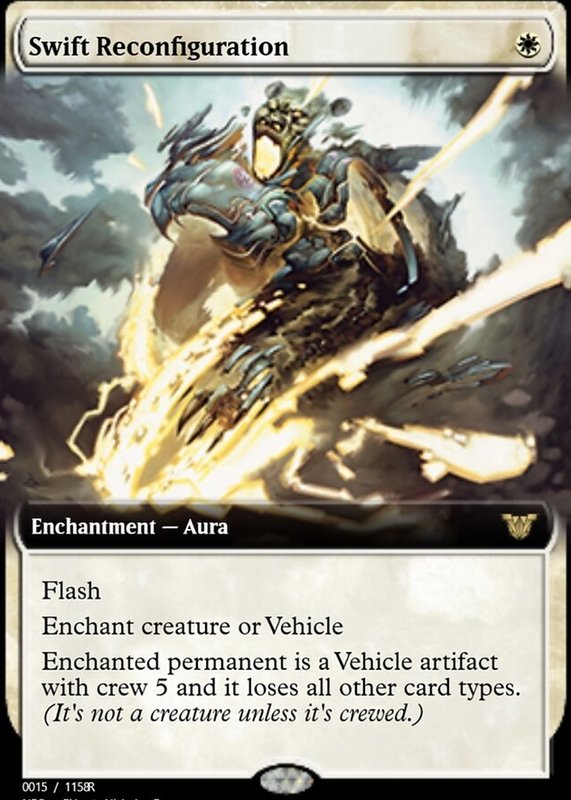 Swift Reconfiguration
Enchantment — Aura
Flash
Enchant creature or Vehicle
Enchanted permanent is a Vehicle artifact
with crew 5 and it loses all other card types.
(It's not a creature unless it's crewed.)
0015 / 1158R